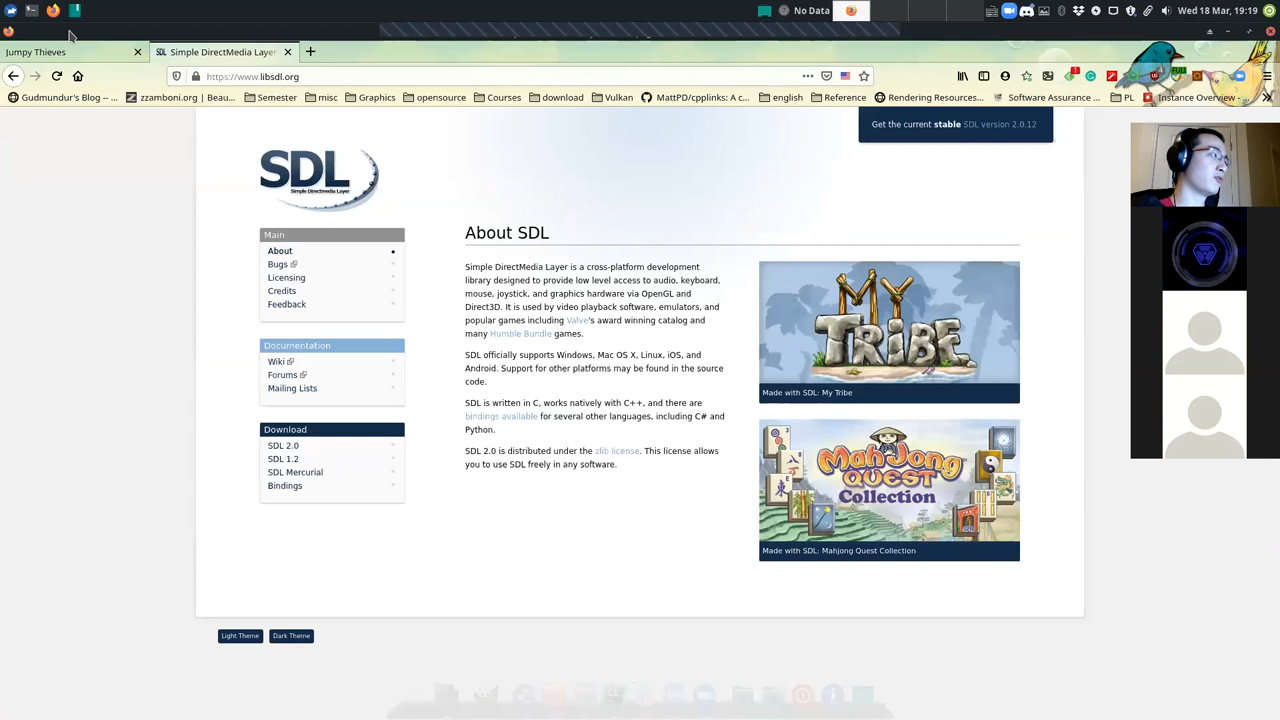 No Data
Wed 18 Mar, 19:19
Jumpy Thieves
SDL Simple DirectMedia Layer
https://www.libsdl.org
Gudmundur's Blog -- ...
zzamboni.org | Beau...
Semester
misc
Graphics
opensource
Courses
download
Vulkan
MattPD/cpplinks: A c...
english
Reference
Rendering Resources...
Software Assurance ...
PL
Instance Overview -...
Get the current stable SDL version 2.0.12
SDL
Simple Directmedia Layer
Main
About
Bugs
Licensing
Credits
Feedback
Documentation
Wiki
Forums
Mailing Lists
Download
SDL 2.0
SDL 1.2
SDL Mercurial
Bindings
About SDL
Simple DirectMedia Layer is a cross-platform development
library designed to provide low level access to audio, keyboard,
mouse, joystick, and graphics hardware via OpenGL and
Direct3D. It is used by video playback software, emulators, and
popular games including Valve's award winning catalog and
many Humble Bundle games.
SDL officially supports Windows, Mac OS X, Linux, iOS, and
Android. Support for other platforms may be found in the source
code.
SDL is written in C, works natively with C++, and there are
bindings available for several other languages, including C# and
Python.
SDL 2.0 is distributed under the zlib license. This license allows
you to use SDL freely in any software.
MY
TRiBE
Made with SDL: My Tribe
MahJong
QUEST
Collection
Made with SDL: Mahjong Quest Collection
Light Theme
Dark Theme